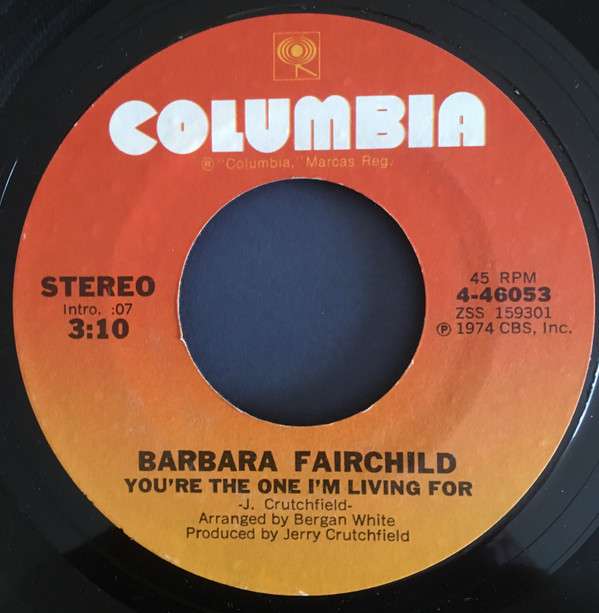 COLUMBIA
® "Columbia," Marcas Reg.
STEREO
Intro. :07
3:10
45 RPM
4-46053
ZSS 159301
℗ 1974 CBS, Inc.
BARBARA FAIRCHILD
YOU'RE THE ONE I'M LIVING FOR
-J. Crutchfield-
Arranged by Bergan White
Produced by Jerry Crutchfield